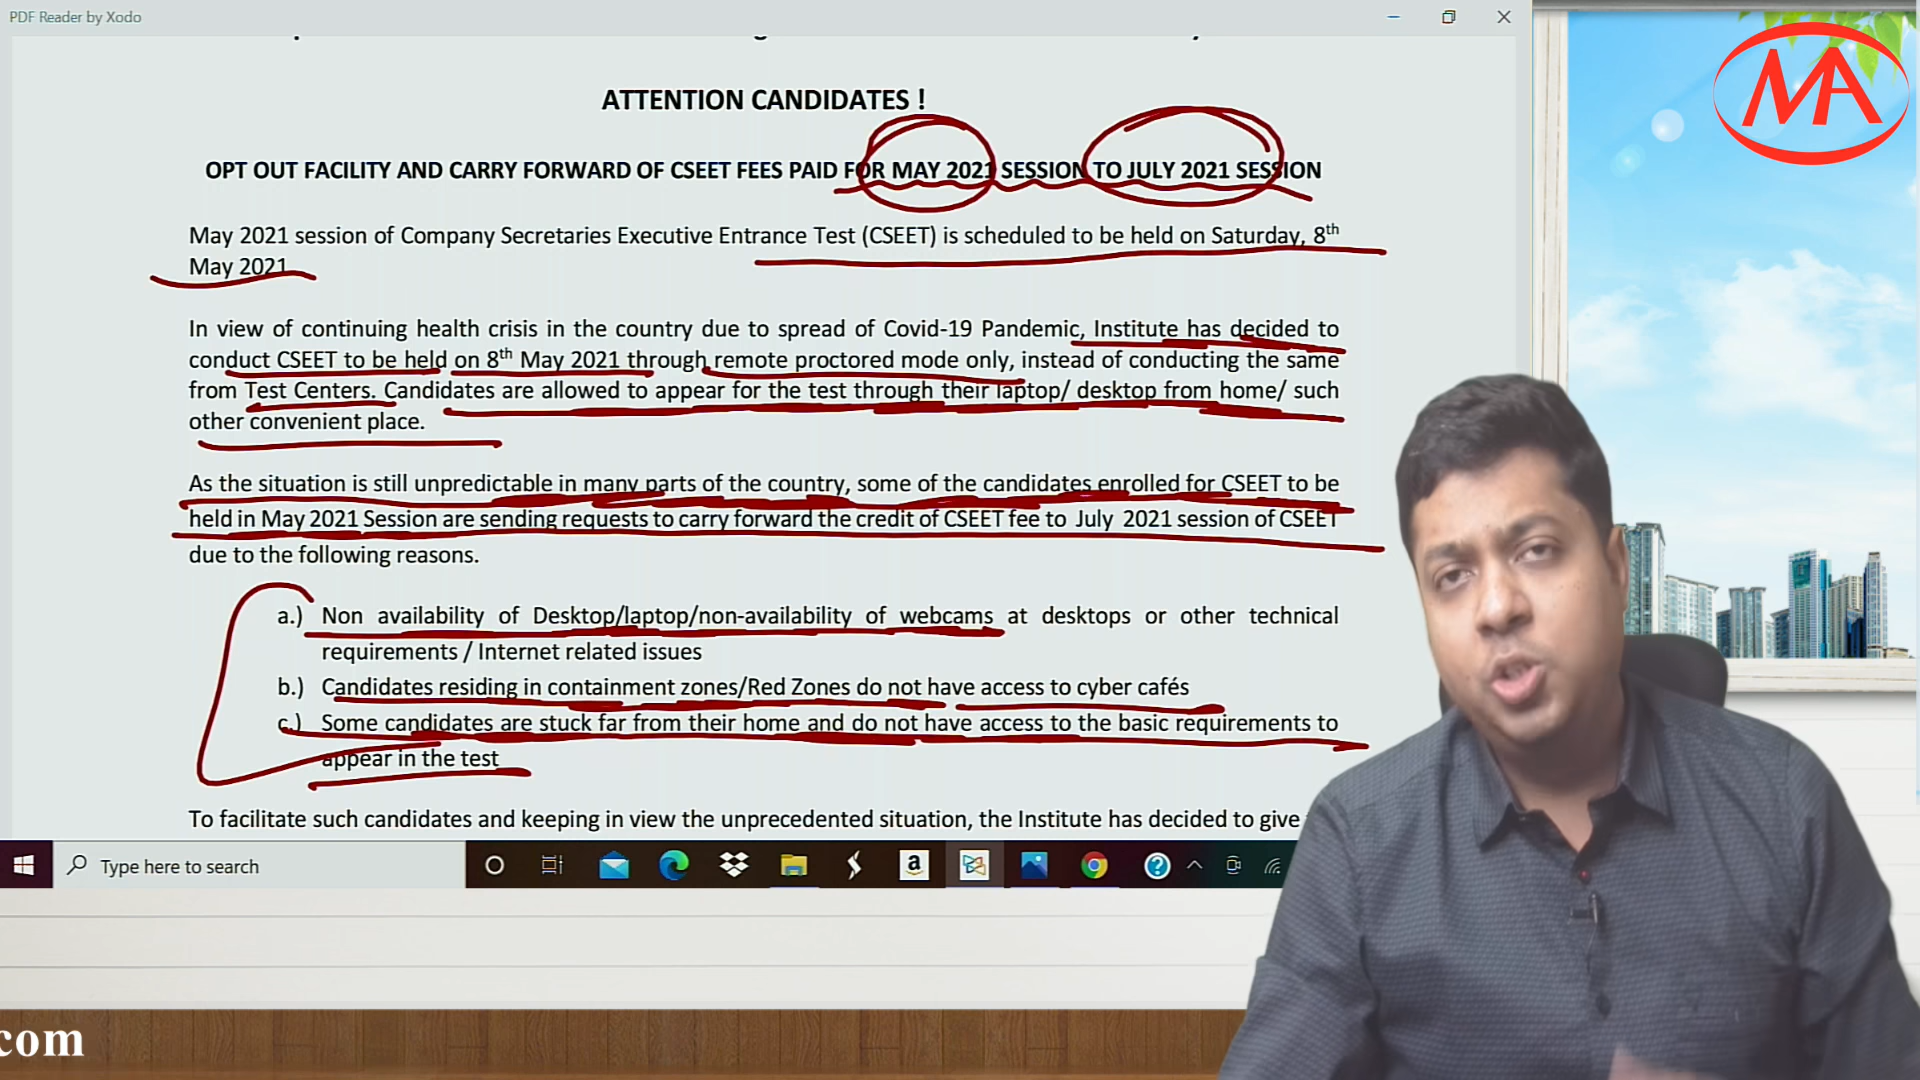 PDF Reader by Xodo
MA
ATTENTION CANDIDATES !
OPT OUT FACILITY AND CARRY FORWARD OF CSEET FEES PAID FOR MAY 2021 SESSION TO JULY 2021 SESSION
May 2021 session of Company Secretaries Executive Entrance Test (CSEET) is scheduled to be held on Saturday, 8th
May 2021
In view of continuing health crisis in the country due to spread of Covid-19 Pandemic, Institute has decided to
conduct CSEET to be held on 8th May 2021 through remote proctored mode only, instead of conducting the same
from Test Centers. Candidates are allowed to appear for the test through their laptop/ desktop from home/ such
other convenient place.
As the situation is still unpredictable in many parts of the country, some of the candidates enrolled for CSEET to be
held in May 2021 Session are sending requests to carry forward the credit of CSEET fee to July 2021 session of CSEET
due to the following reasons.
a.) Non availability of Desktop/laptop/non-availability of webcams at desktops or other technical
requirements / Internet related issues
b.) Candidates residing in containment zones/Red Zones do not have access to cyber cafés
c.) Some candidates are stuck far from their home and do not have access to the basic requirements to
appear in the test
To facilitate such candidates and keeping in view the unprecedented situation, the Institute has decided to give
Type here to search
com